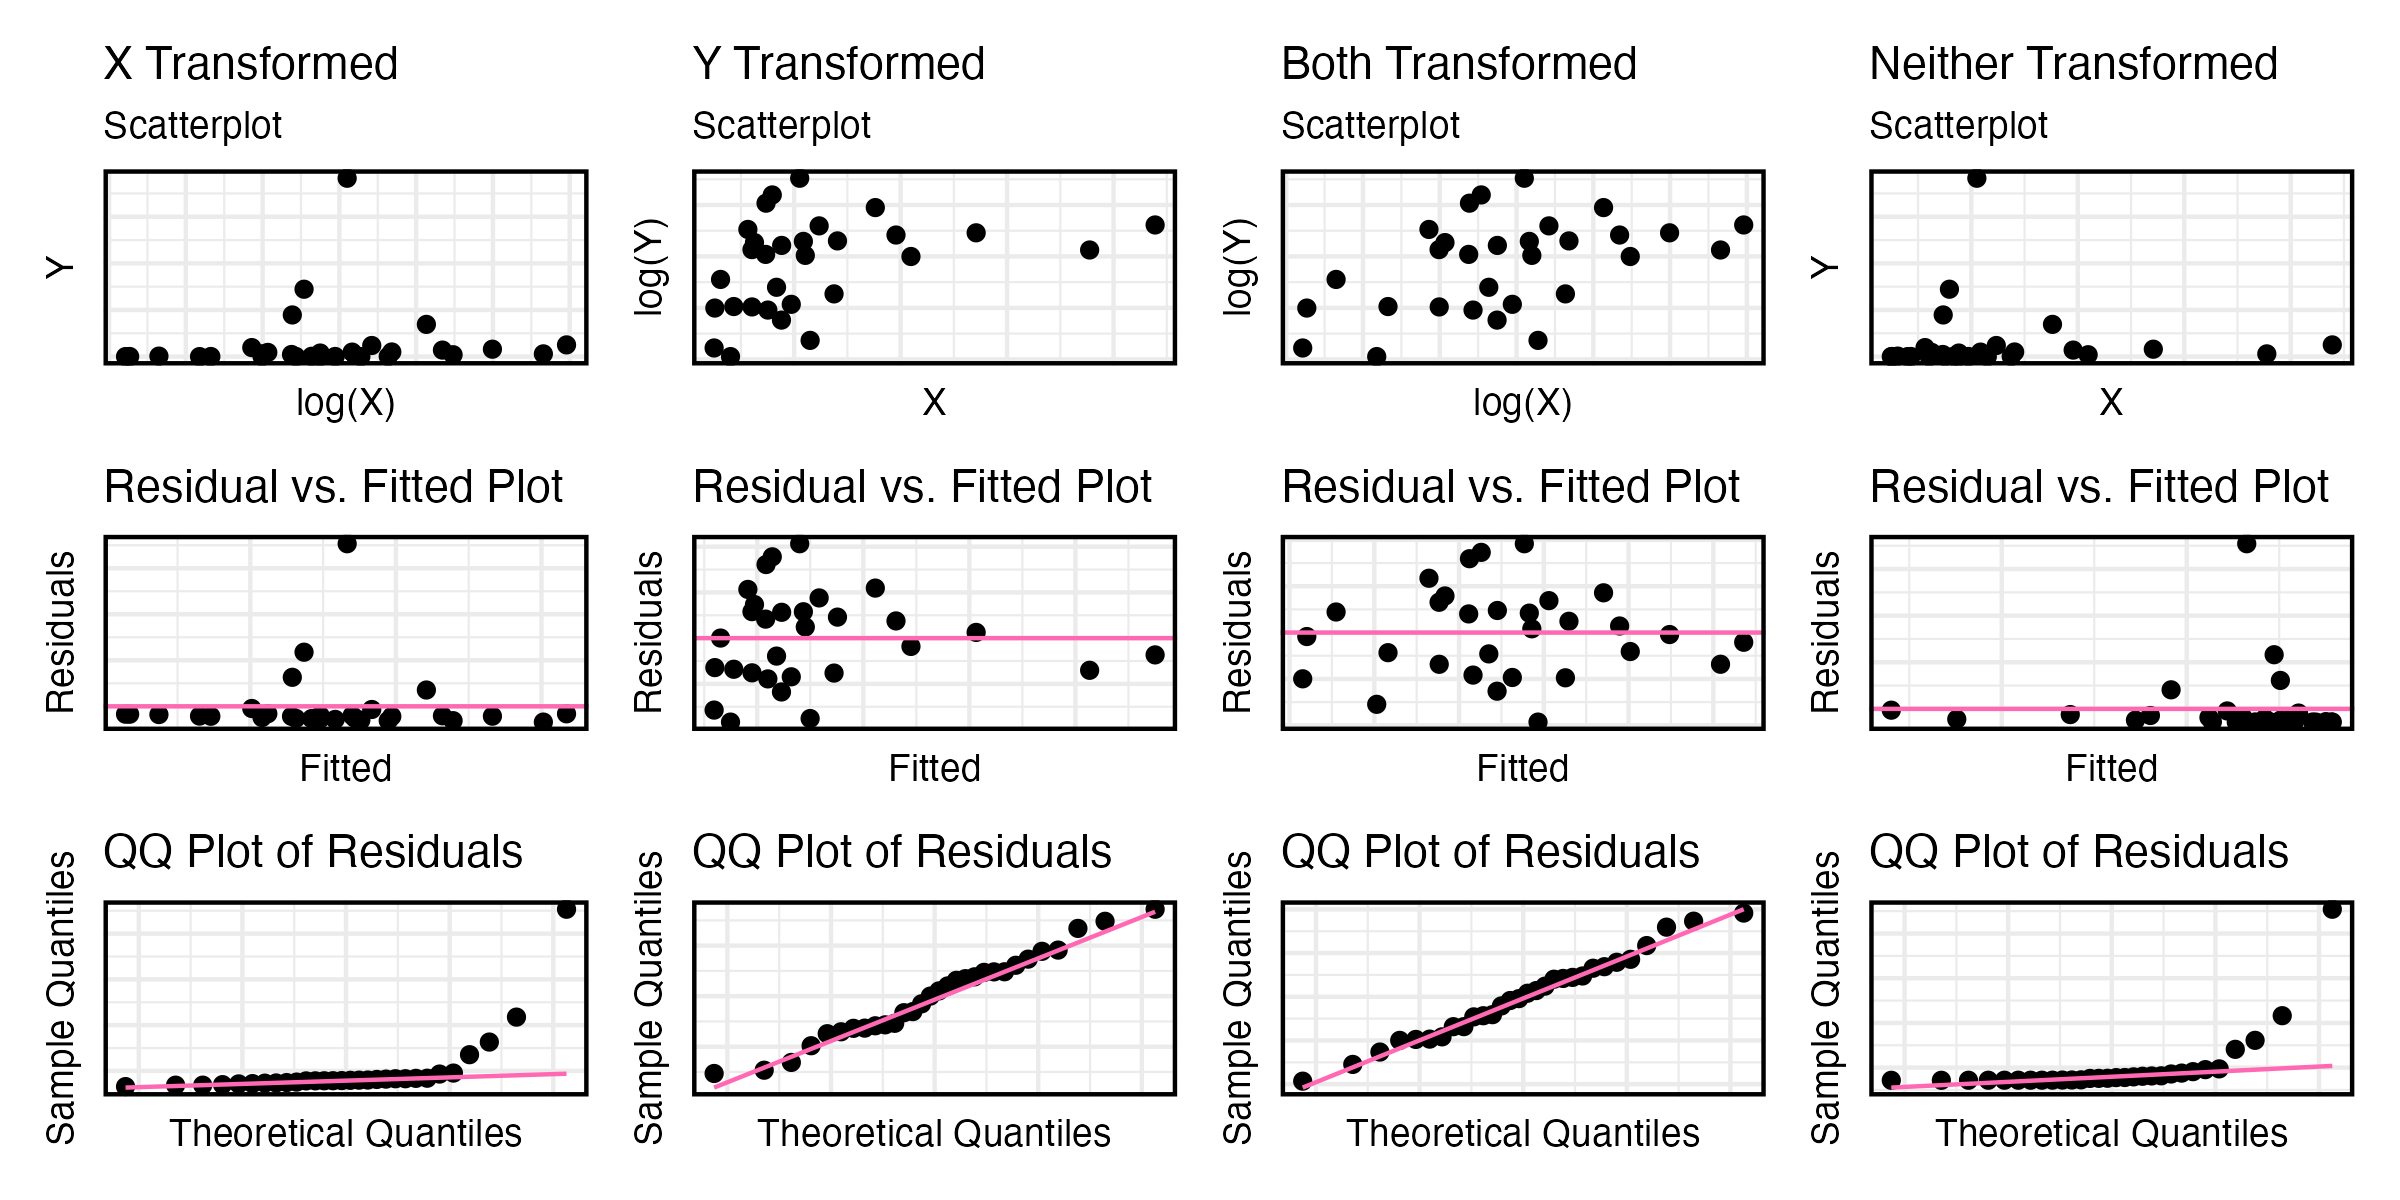 X Transformed
Scatterplot
Y
log(X)
Y Transformed
Scatterplot
log(Y)
X
Both Transformed
Scatterplot
log(Y)
log(X)
Neither Transformed
Scatterplot
Y
X
Residual vs. Fitted Plot
Residuals
Fitted
Residual vs. Fitted Plot
Residuals
Fitted
Residual vs. Fitted Plot
Residuals
Fitted
Residual vs. Fitted Plot
Residuals
Fitted
QQ Plot of Residuals
Sample Quantiles
Theoretical Quantiles
QQ Plot of Residuals
Sample Quantiles
Theoretical Quantiles
QQ Plot of Residuals
Sample Quantiles
Theoretical Quantiles
QQ Plot of Residuals
Sample Quantiles
Theoretical Quantiles